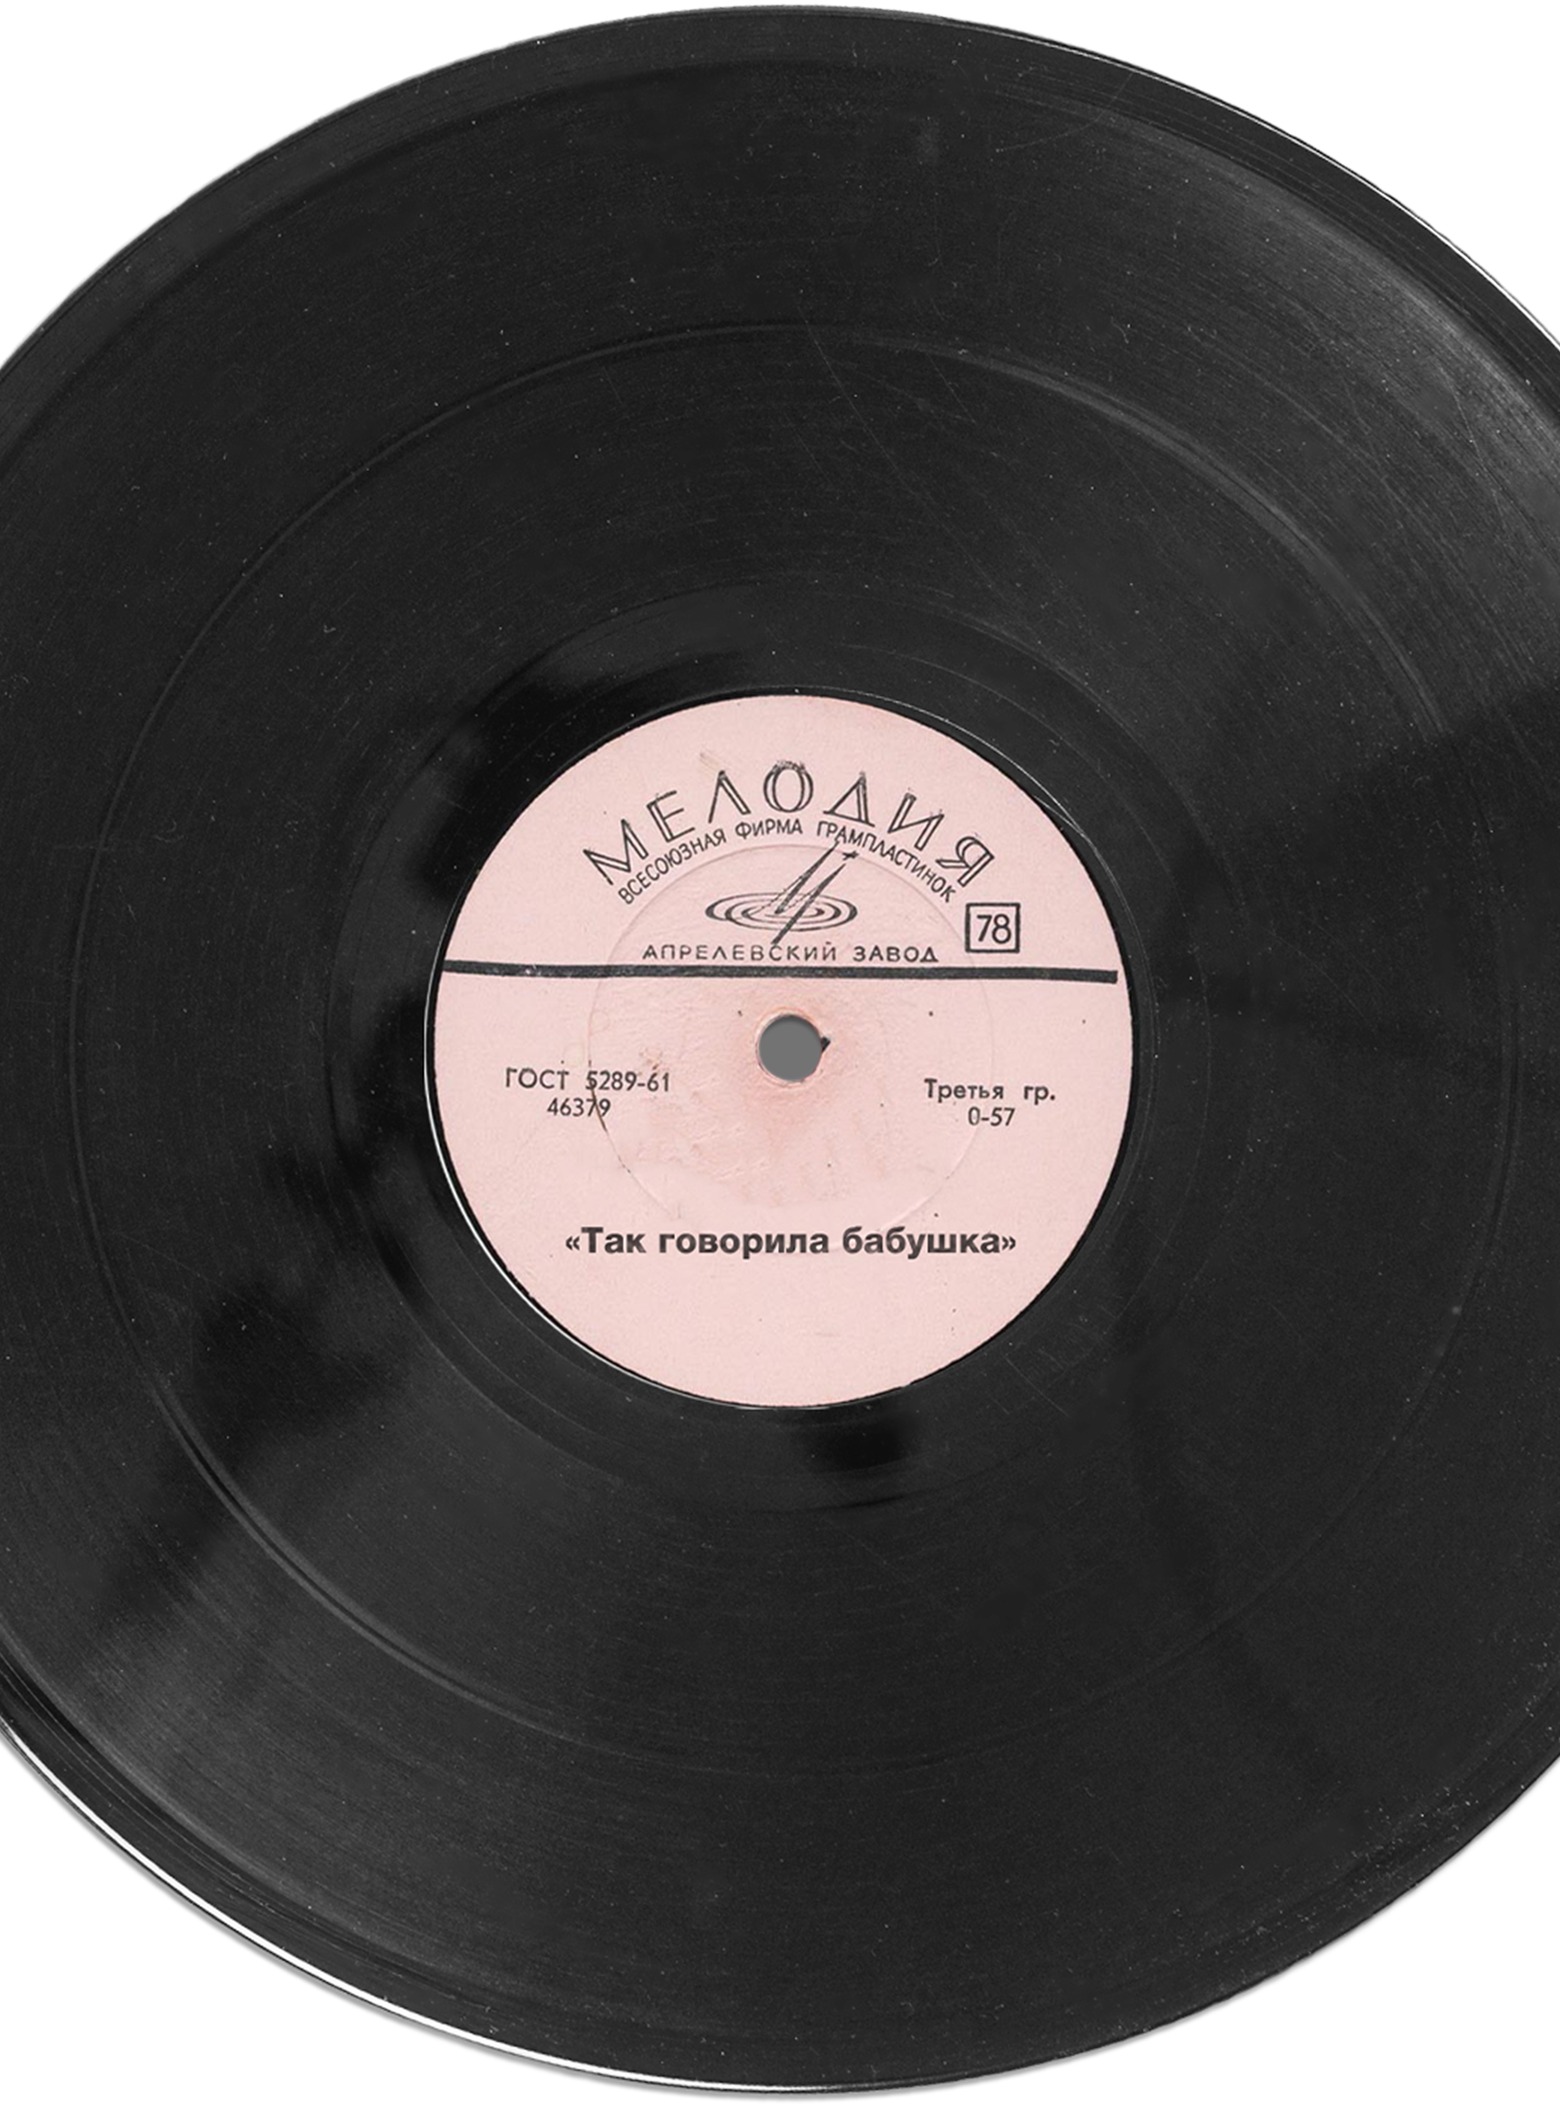 МЕЛОДИЯ
ВСЕСОЮЗНАЯ ФИРМА ГРАМПЛАСТИНОК
78
АПРЕЛЕВСКИЙ ЗАВОД
ГОСТ 5289-61
46379
Третья гр.
0-57
«Так говорила бабушка»